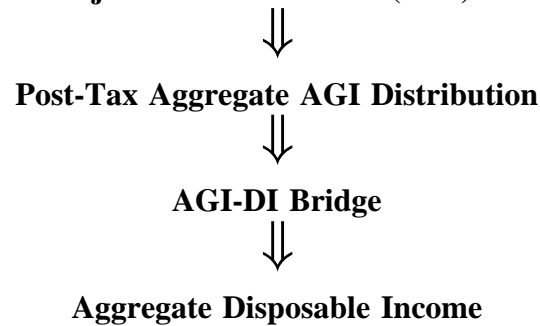 Post-Tax Aggregate AGI Distribution
AGI-DI Bridge
Aggregate Disposable Income